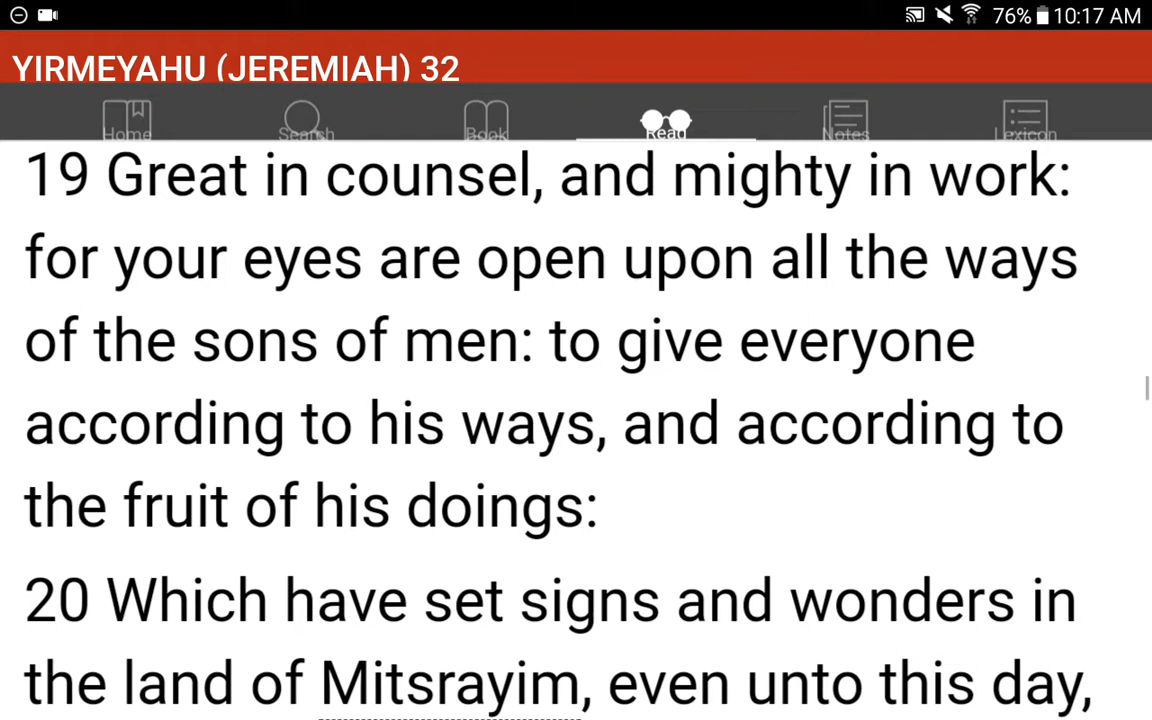 76% 10:17 AM
YIRMEYAHU (JEREMIAH) 32
Home Search Book Read Notes Lexicon
19 Great in counsel, and mighty in work:
for your eyes are open upon all the ways
of the sons of men: to give everyone
according to his ways, and according to
the fruit of his doings:
20 Which have set signs and wonders in
the land of Mitsrayim, even unto this day,